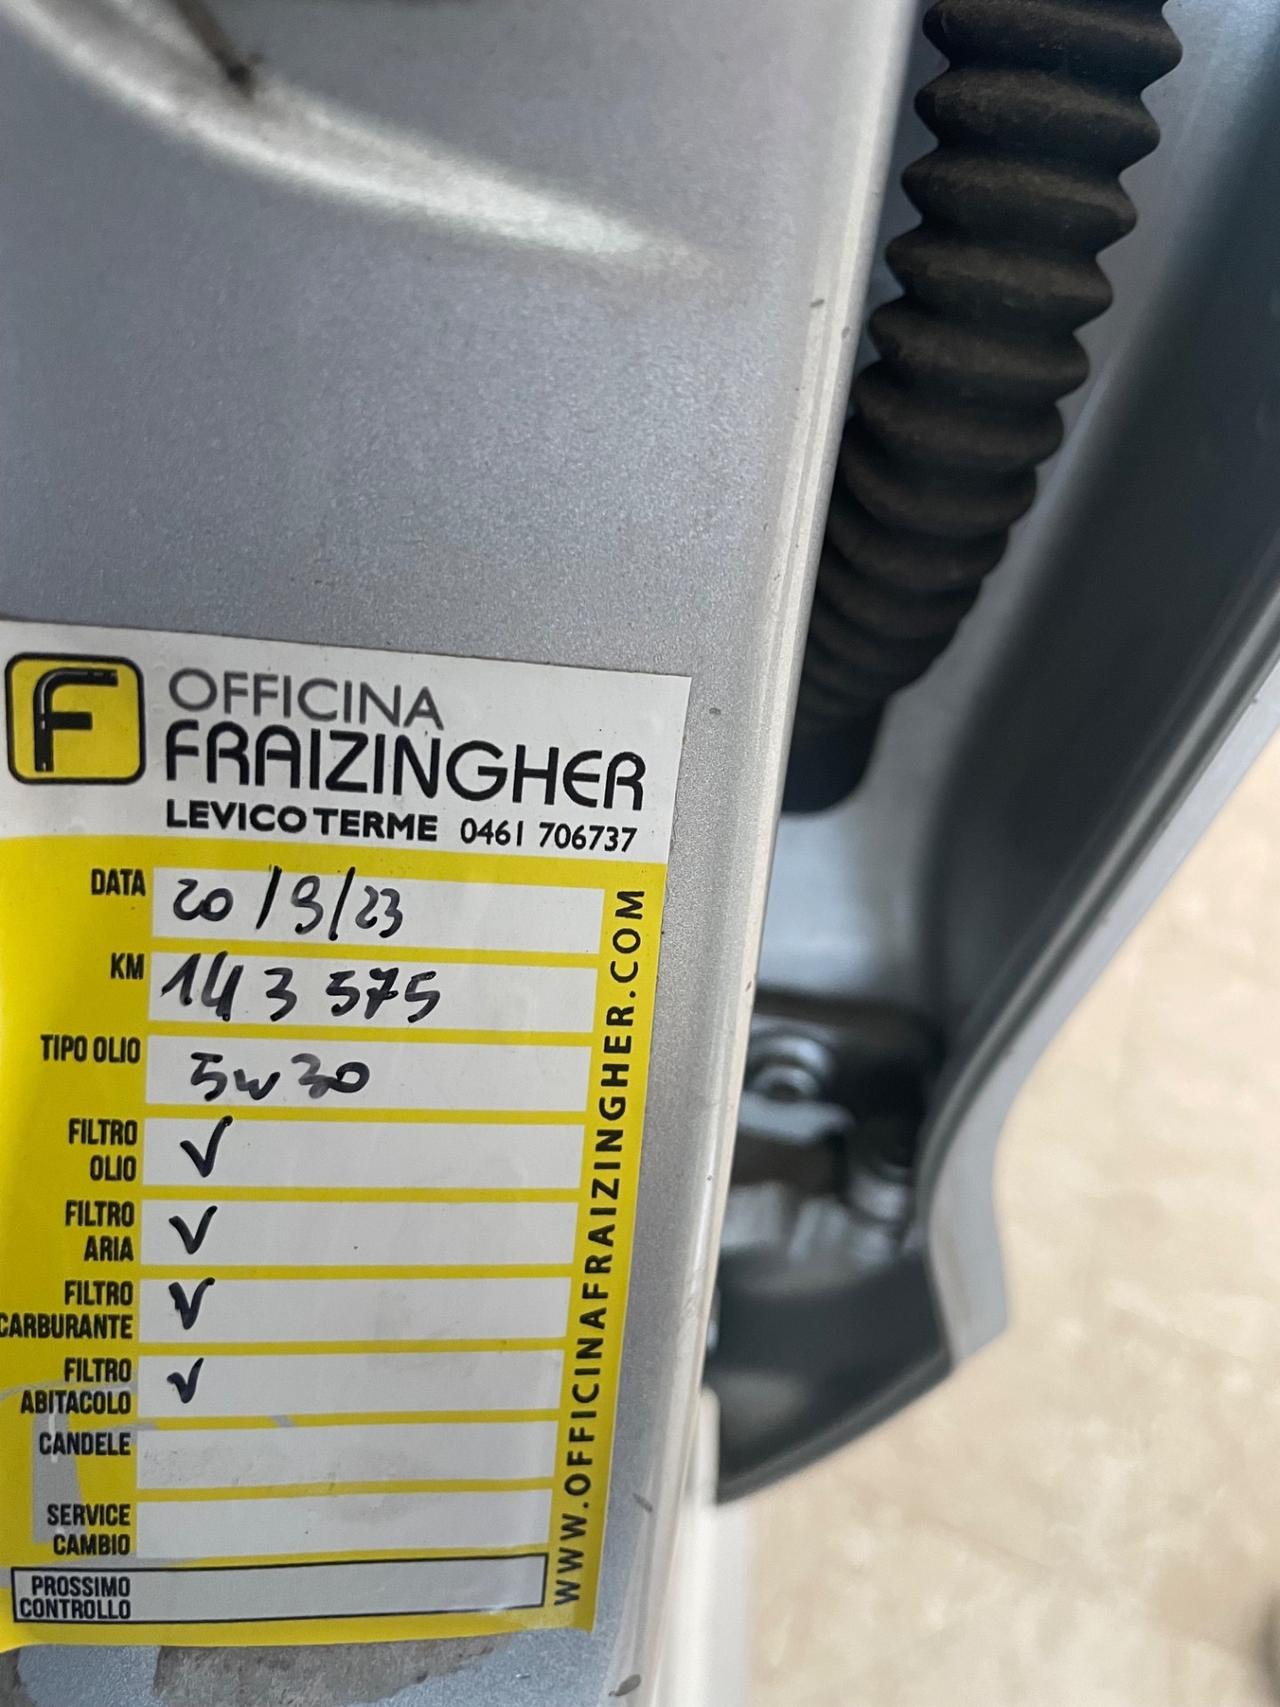 F
OFFICINA
FRAIZINGHER
LEVICO TERME 0461 706737
DATA 20/9/23
KM 143575
TIPO OLIO 5W30
FILTRO
OLIO ✓
FILTRO
ARIA ✓
FILTRO
CARBURANTE ✓
FILTRO
ABITACOLO ✓
CANDELE
SERVICE
CAMBIO
PROSSIMO
CONTROLLO
WWW.OFFICINAFRAIZINGHER.COM